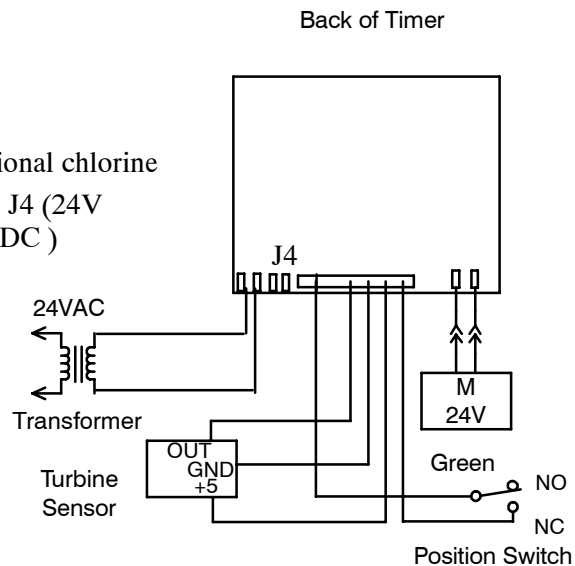 Back of Timer
ional chlorine
J4 (24V
DC )
J4
24VAC
Transformer
M
24V
OUT
GND
+5
Turbine
Sensor
Green
NO
NC
Position Switch